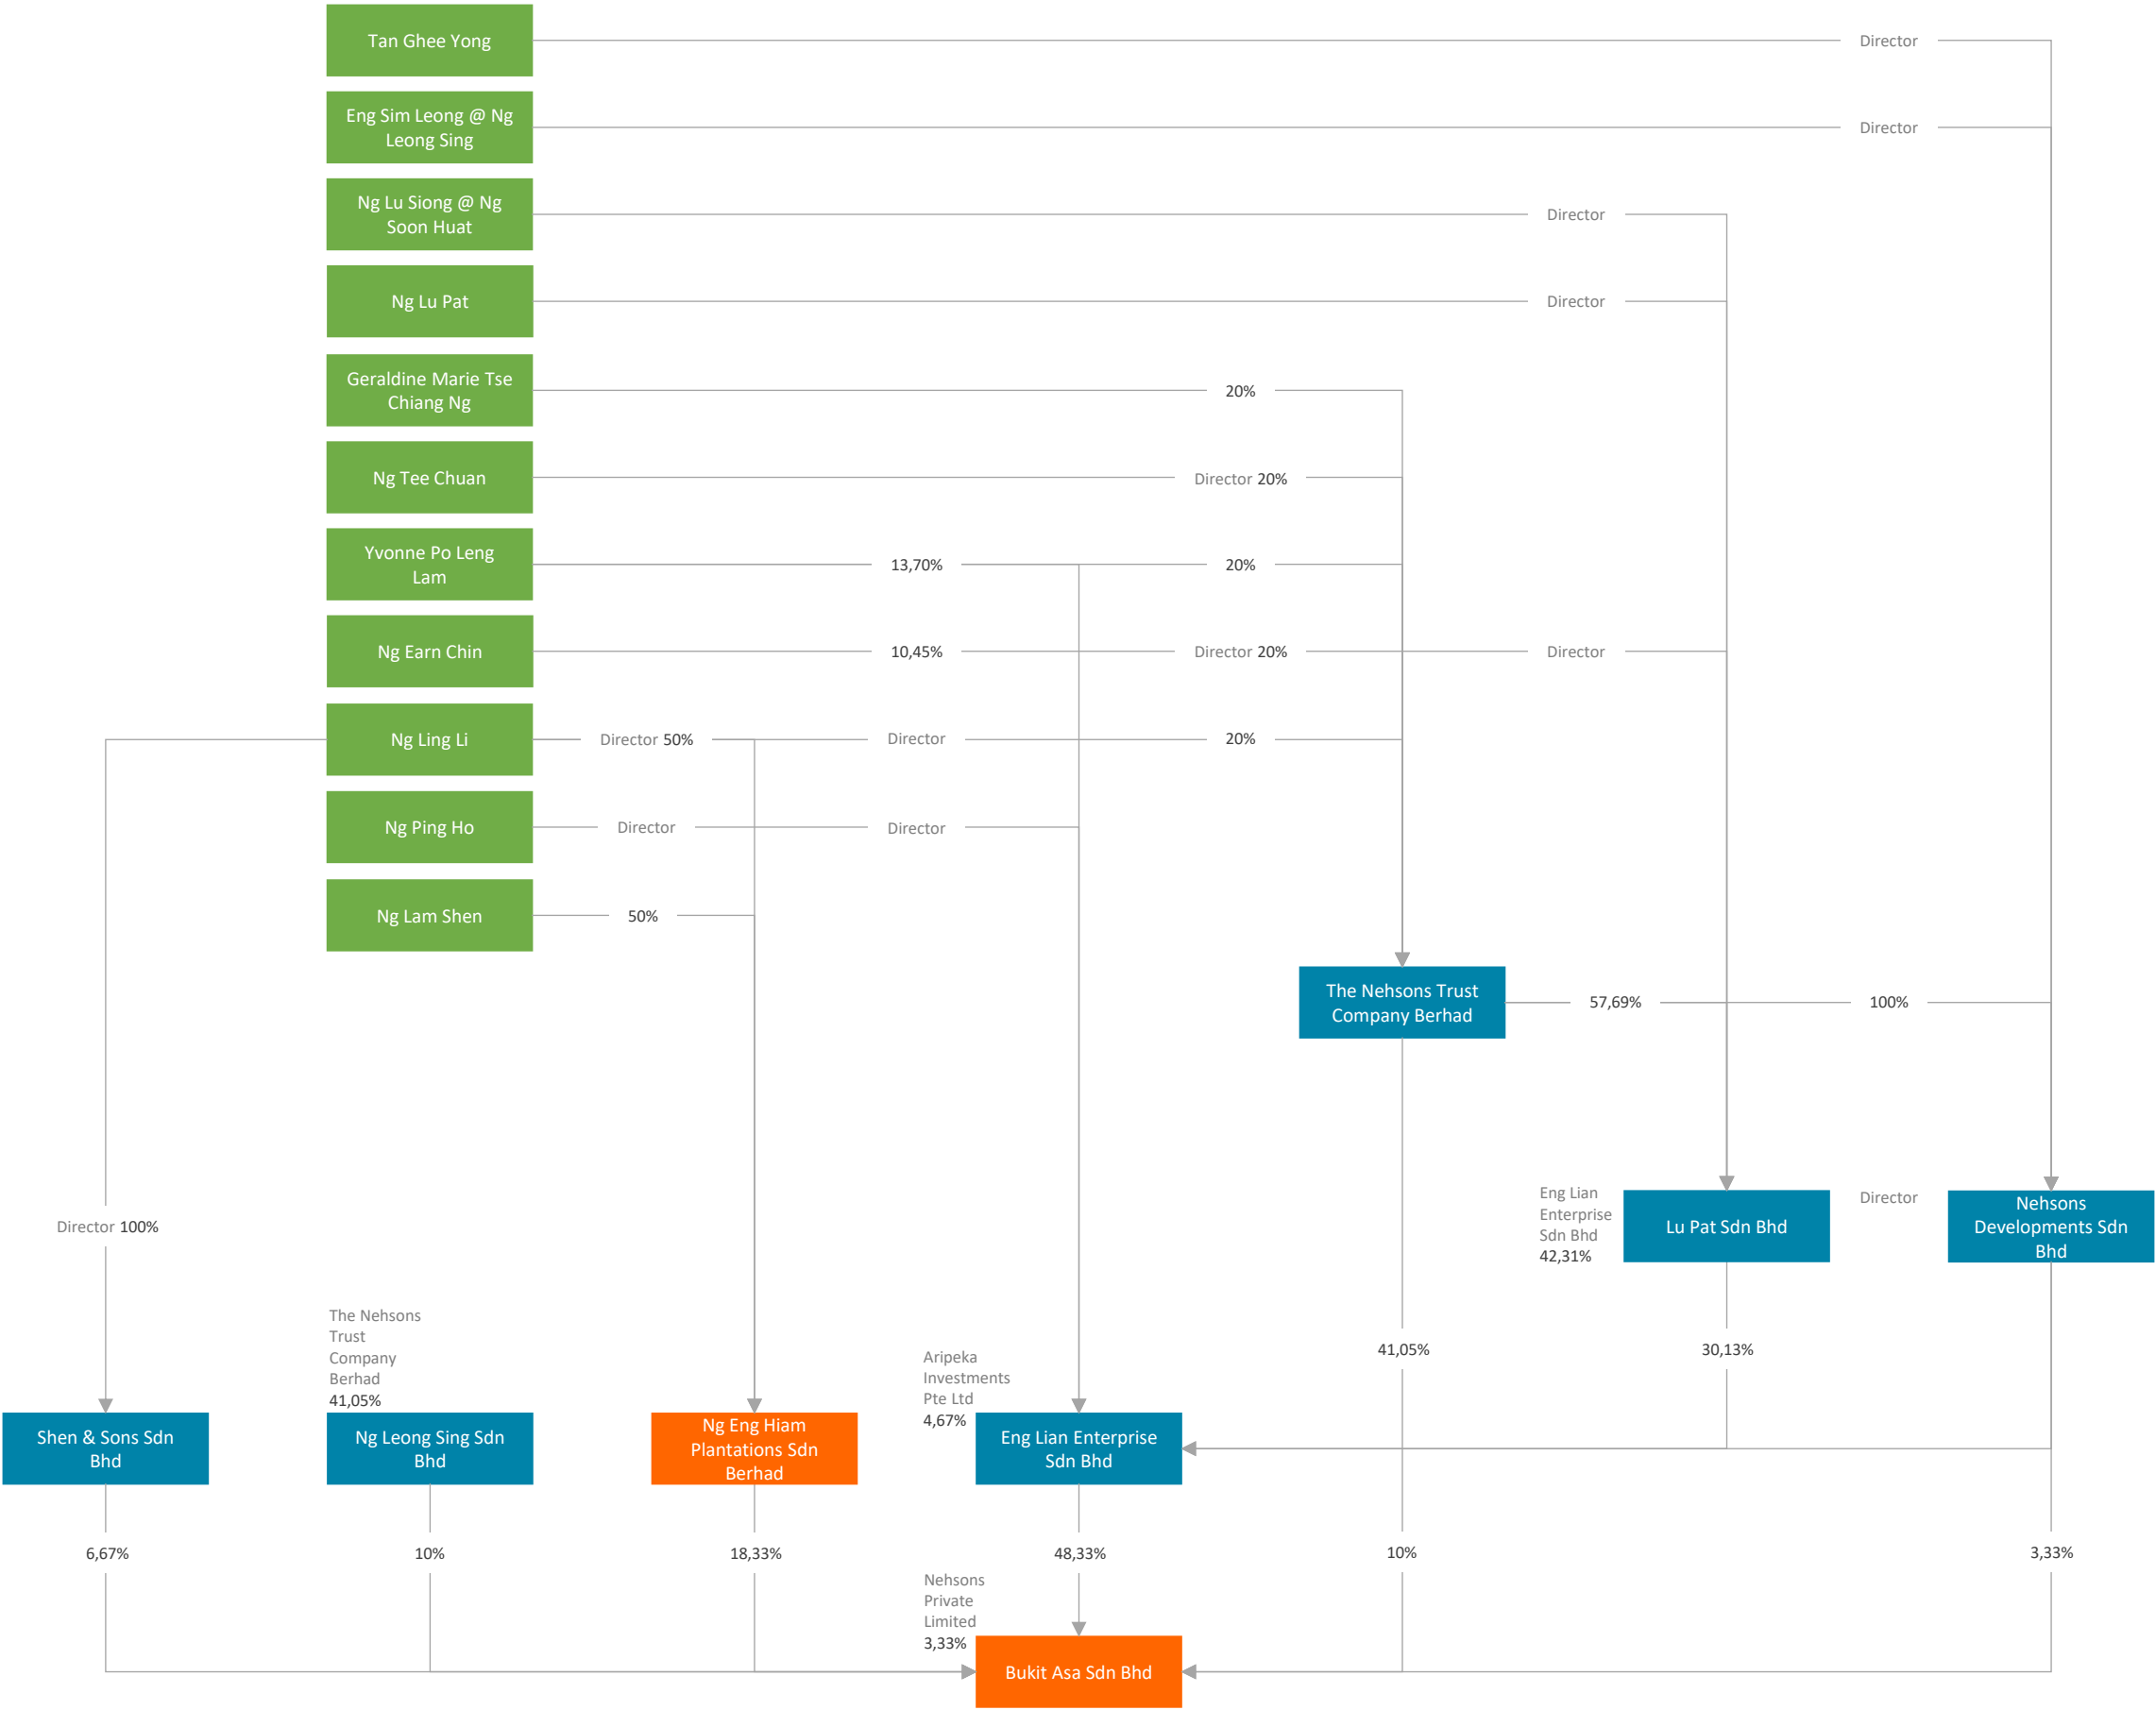 Tan Ghee Yong
Director
Eng Sim Leong @ Ng
Leong Sing
Director
Ng Lu Siong @ Ng
Soon Huat
Director
Ng Lu Pat
Director
Geraldine Marie Tse
Chiang Ng
20%
Ng Tee Chuan
Director 20%
Yvonne Po Leng
Lam
13,70%
20%
Ng Earn Chin
10,45%
Director 20%
Director
Ng Ling Li
Director 50%
Director
20%
Ng Ping Ho
Director
Director
Ng Lam Shen
50%
The Nehsons Trust
Company Berhad
57,69%
100%
Director 100%
Eng Lian
Enterprise
Sdn Bhd
42,31%
Lu Pat Sdn Bhd
Director
Nehsons
Developments Sdn
Bhd
The Nehsons
Trust
Company
Berhad
41,05%
Aripeka
Investments
Pte Ltd
4,67%
41,05%
30,13%
Shen & Sons Sdn
Bhd
Ng Leong Sing Sdn
Bhd
Ng Eng Hiam
Plantations Sdn
Berhad
Eng Lian Enterprise
Sdn Bhd
6,67%
10%
18,33%
48,33%
10%
3,33%
Nehsons
Private
Limited
3,33%
Bukit Asa Sdn Bhd